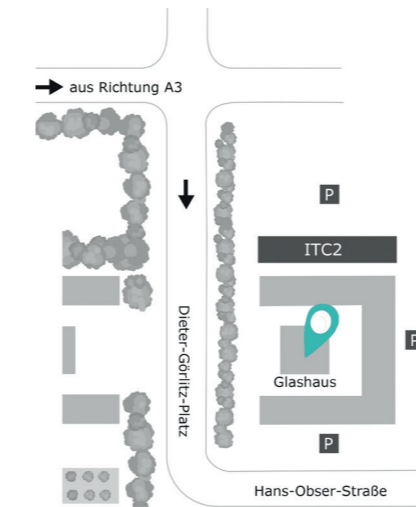 aus Richtung A3
P
ITC2
Dieter-Görlitz-Platz
P
Glashaus
P
Hans-Obser-Straße